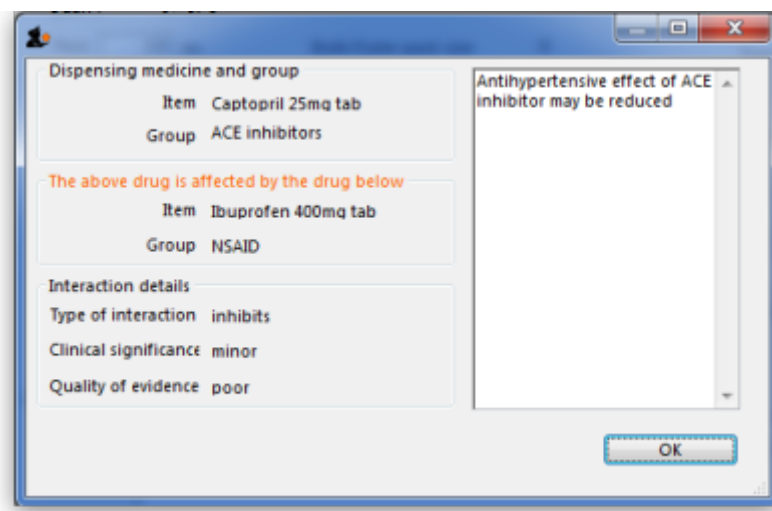 Dispensing medicine and group
Item Captopril 25mg tab
Group ACE inhibitors
The above drug is affected by the drug below
Item Ibuprofen 400mg tab
Group NSAID
Interaction details
Type of interaction inhibits
Clinical significance minor
Quality of evidence poor
Antihypertensive effect of ACE
inhibitor may be reduced
OK